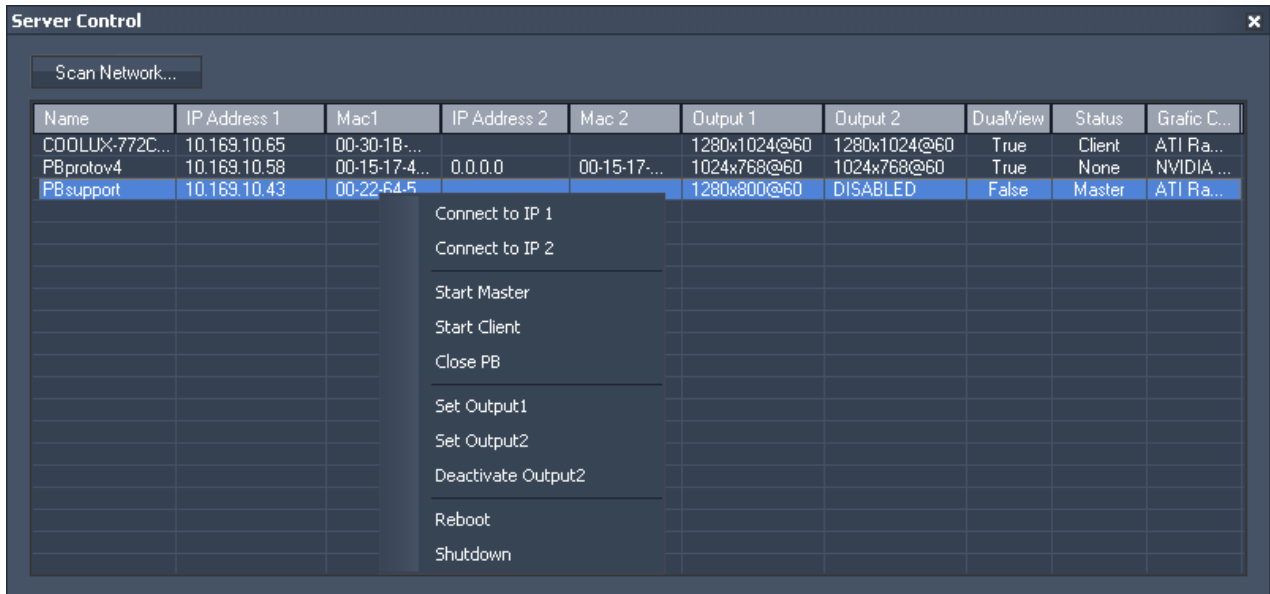 Server Control
Scan Network...
Name IP Address 1 Mac1 IP Address 2 Mac 2 Output 1 Output 2 DualView Status Grafic C...
COOLUX-772C... 10.169.10.65 00-30-1B-... 1280x1024@60 1280x1024@60 True Client ATI Ra...
PBprotov4 10.169.10.58 00-15-17-4... 0.0.0.0 00-15-17-... 1024x768@60 1024x768@60 True None NVIDIA ...
PBsupport 10.169.10.43 00-22-64-5 1280x800@60 DISABLED False Master ATI Ra...
Connect to IP 1
Connect to IP 2
Start Master
Start Client
Close PB
Set Output1
Set Output2
Deactivate Output2
Reboot
Shutdown